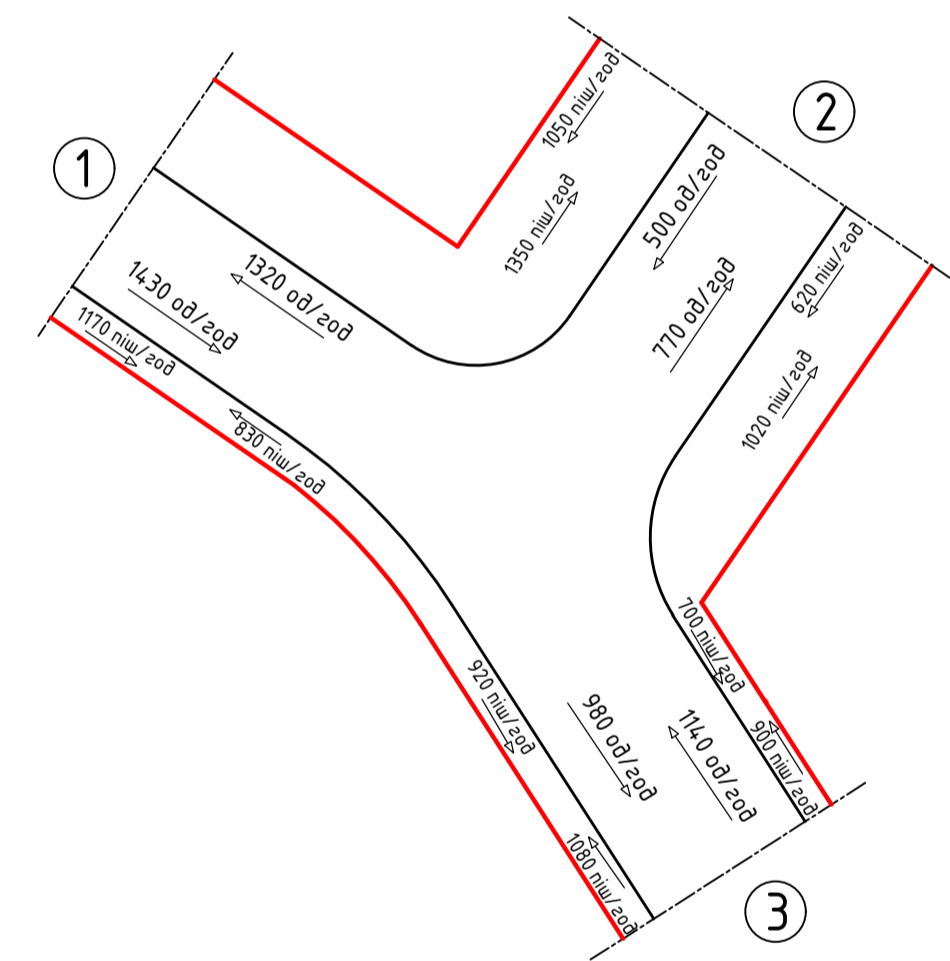 1
2
3
1050 піш/год
1350 піш/год
500 од/год
770 од/год
620 піш/год
1020 піш/год
1320 од/год
1430 од/год
1170 піш/год
830 піш/год
700 піш/год
900 піш/год
920 піш/год
980 од/год
1140 од/год
1080 піш/год